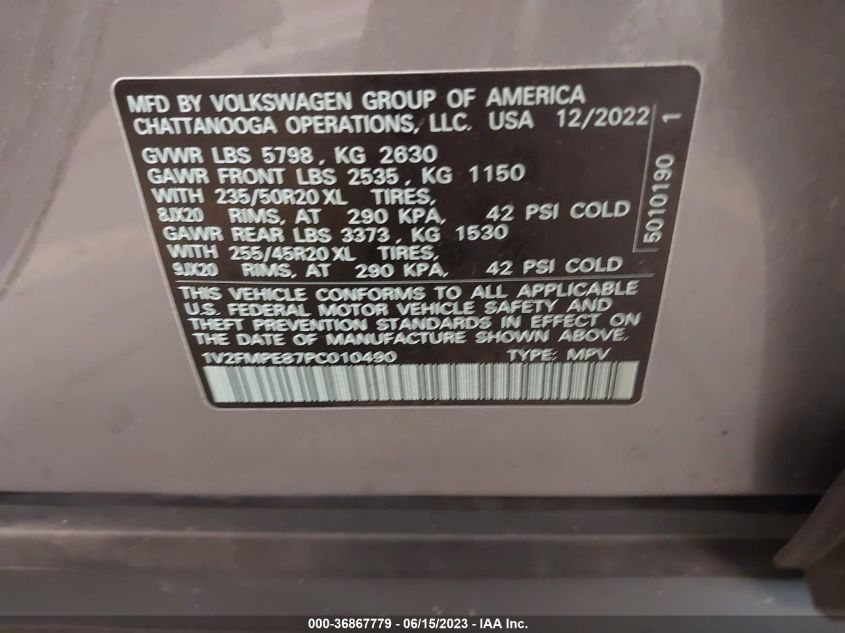 MFD BY VOLKSWAGEN GROUP OF AMERICA
CHATTANOOGA OPERATIONS, LLC. USA 12/2022
GVWR LBS 5798, KG 2630
GAWR FRONT LBS 2535, KG 1150
WITH 235/50R20 XL TIRES,
8JX20 RIMS, AT 290 KPA, 42 PSI COLD
GAWR REAR LBS 3373, KG 1530
WITH 255/45R20 XL TIRES,
9JX20 RIMS, AT 290 KPA, 42 PSI COLD
5010190 1
THIS VEHICLE CONFORMS TO ALL APPLICABLE
U.S. FEDERAL MOTOR VEHICLE SAFETY AND
THEFT PREVENTION STANDARDS IN EFFECT ON
THE DATE OF MANUFACTURE SHOWN ABOVE.
1V2FMPE87PC010490 TYPE: MPV
000-36867779 - 06/15/2023 - IAA Inc.